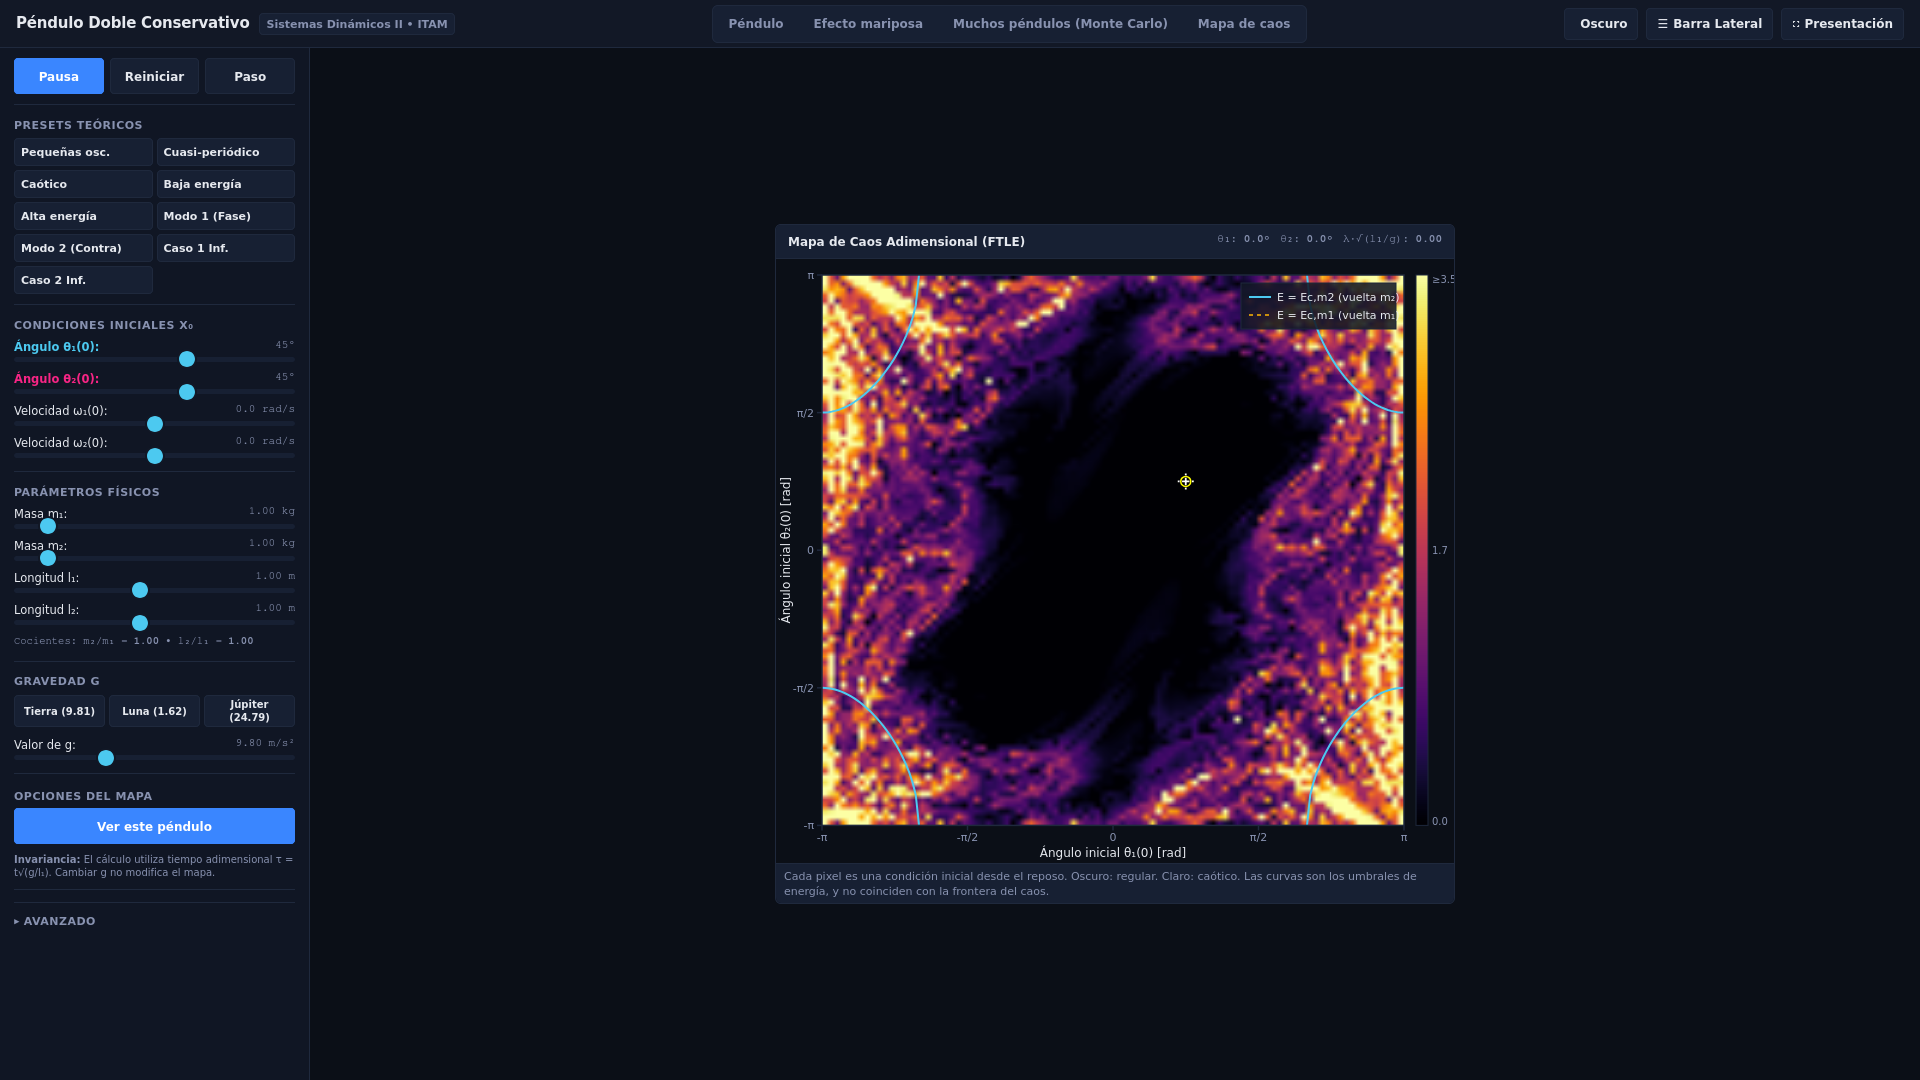 Péndulo Doble Conservativo
Sistemas Dinámicos II • ITAM
Péndulo
Efecto mariposa
Muchos péndulos (Monte Carlo)
Mapa de caos
Oscuro
☰ Barra Lateral
∷ Presentación
Pausa
Reiniciar
Paso
PRESETS TEÓRICOS
Pequeñas osc.
Cuasi-periódico
Caótico
Baja energía
Alta energía
Modo 1 (Fase)
Modo 2 (Contra)
Caso 1 Inf.
Caso 2 Inf.
CONDICIONES INICIALES X₀
Ángulo θ₁(0): 45°
Ángulo θ₂(0): 45°
Velocidad ω₁(0): 0.0 rad/s
Velocidad ω₂(0): 0.0 rad/s
PARÁMETROS FÍSICOS
Masa m₁: 1.00 kg
Masa m₂: 1.00 kg
Longitud l₁: 1.00 m
Longitud l₂: 1.00 m
Cocientes: m₂/m₁ = 1.00 • l₂/l₁ = 1.00
GRAVEDAD G
Tierra (9.81)
Luna (1.62)
Júpiter
(24.79)
Valor de g: 9.80 m/s²
OPCIONES DEL MAPA
Ver este péndulo
Invariancia: El cálculo utiliza tiempo adimensional τ =
t√(g/l₁). Cambiar g no modifica el mapa.
▸ AVANZADO
Mapa de Caos Adimensional (FTLE)
θ₁: 0.0° θ₂: 0.0° λ·√(l₁/g): 0.00
E = Ec,m2 (vuelta m₂)
E = Ec,m1 (vuelta m₁
π
π/2
0
-π/2
-π
Ángulo inicial θ₂(0) [rad]
-π
-π/2
0
π/2
π
Ángulo inicial θ₁(0) [rad]
≥3.5
1.7
0.0
Cada pixel es una condición inicial desde el reposo. Oscuro: regular. Claro: caótico. Las curvas son los umbrales de
energía, y no coinciden con la frontera del caos.